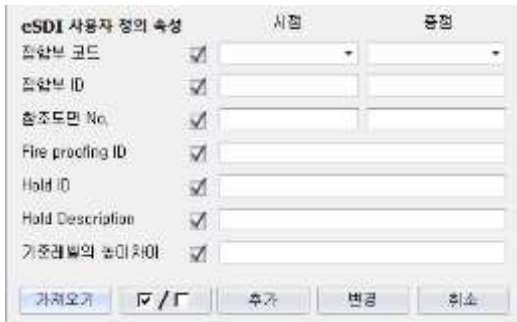 eSDI 사용자 정의 속성 시점 종점
접합부 코드
접합부 ID
참조도면 No.
Fire proofing ID
Hold ID
Hold Description
기준레벨의 높이차이
가져오기 / 추가 변경 취소